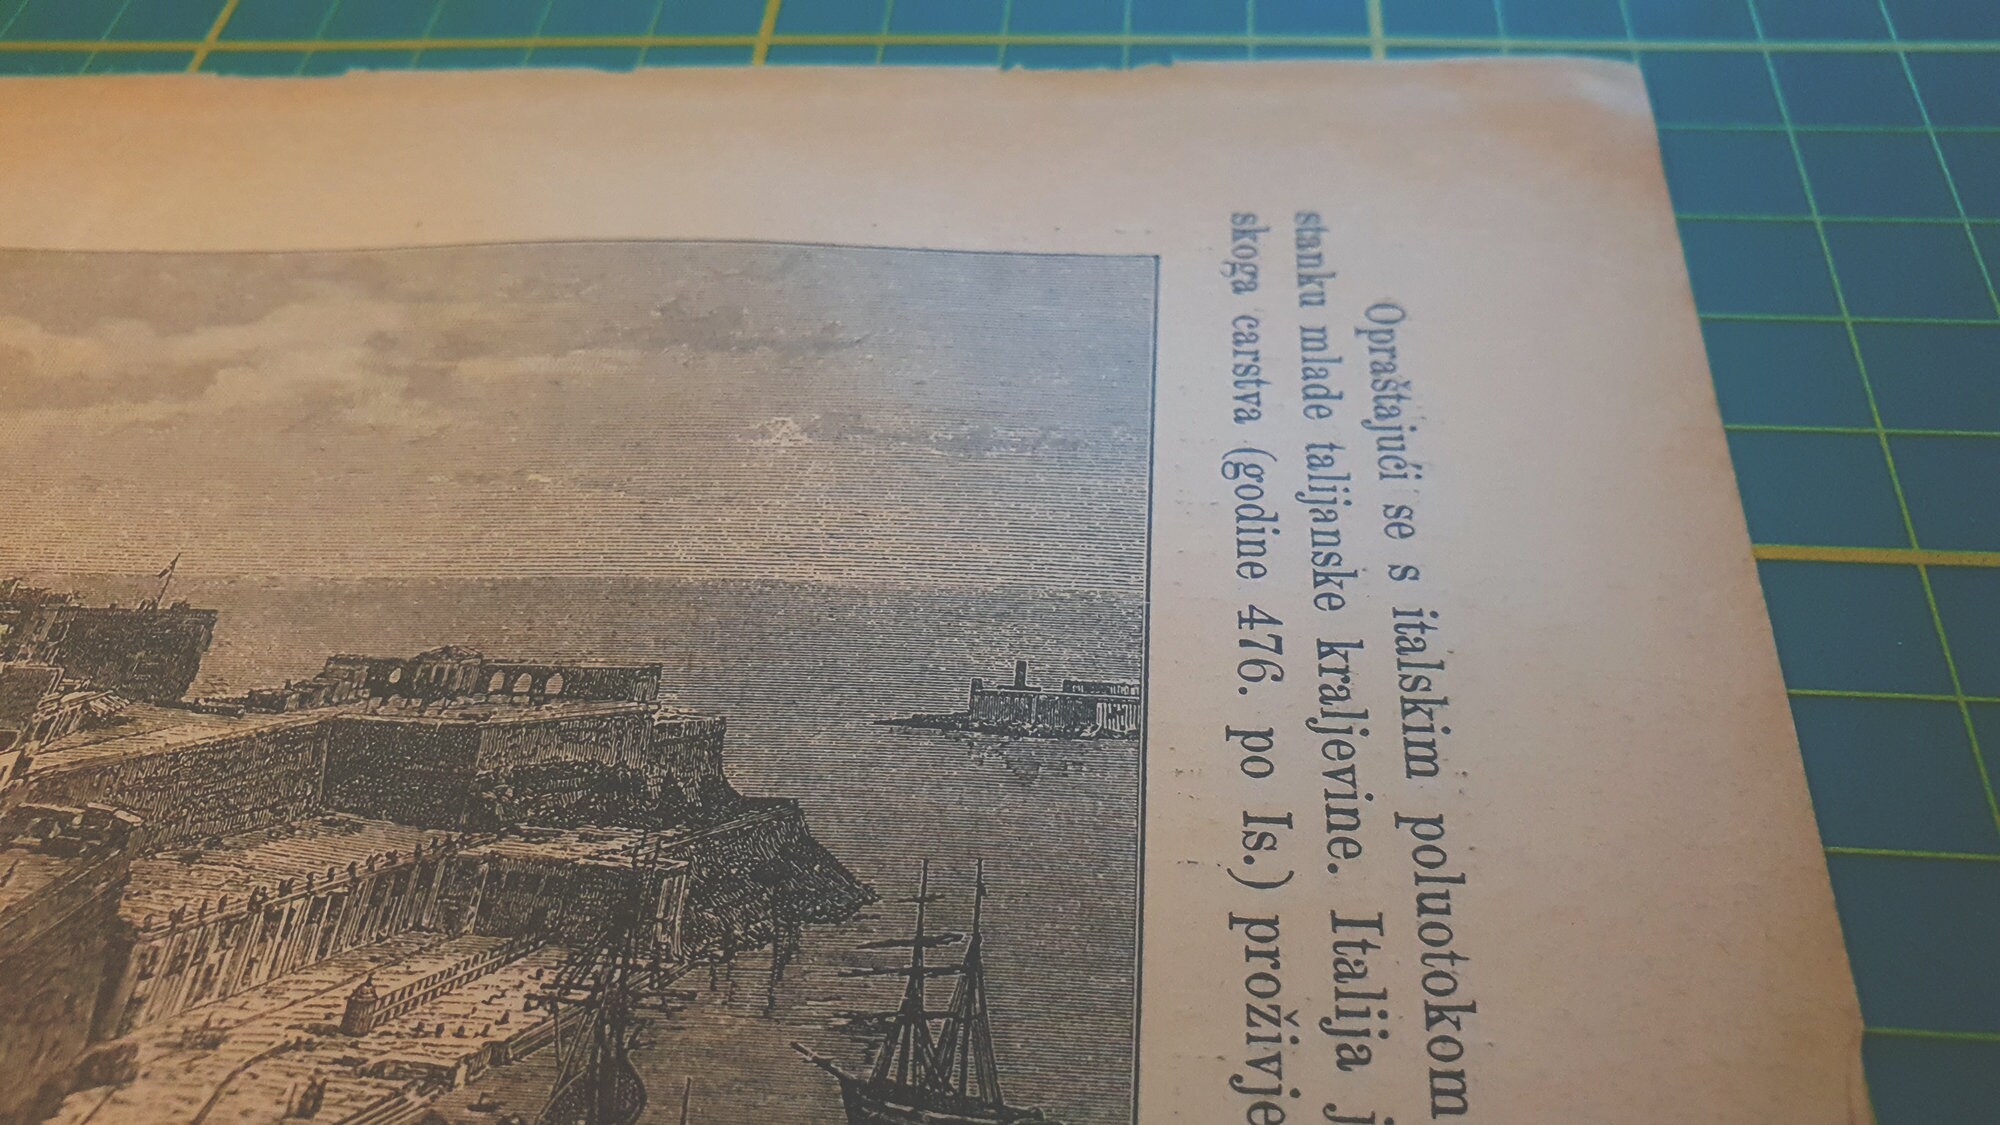 Opraštajući se s italskim poluotokom
stanku mlade talijanske kraljevine. Italija j
skoga carstva (godine 476. po Is.) proživje